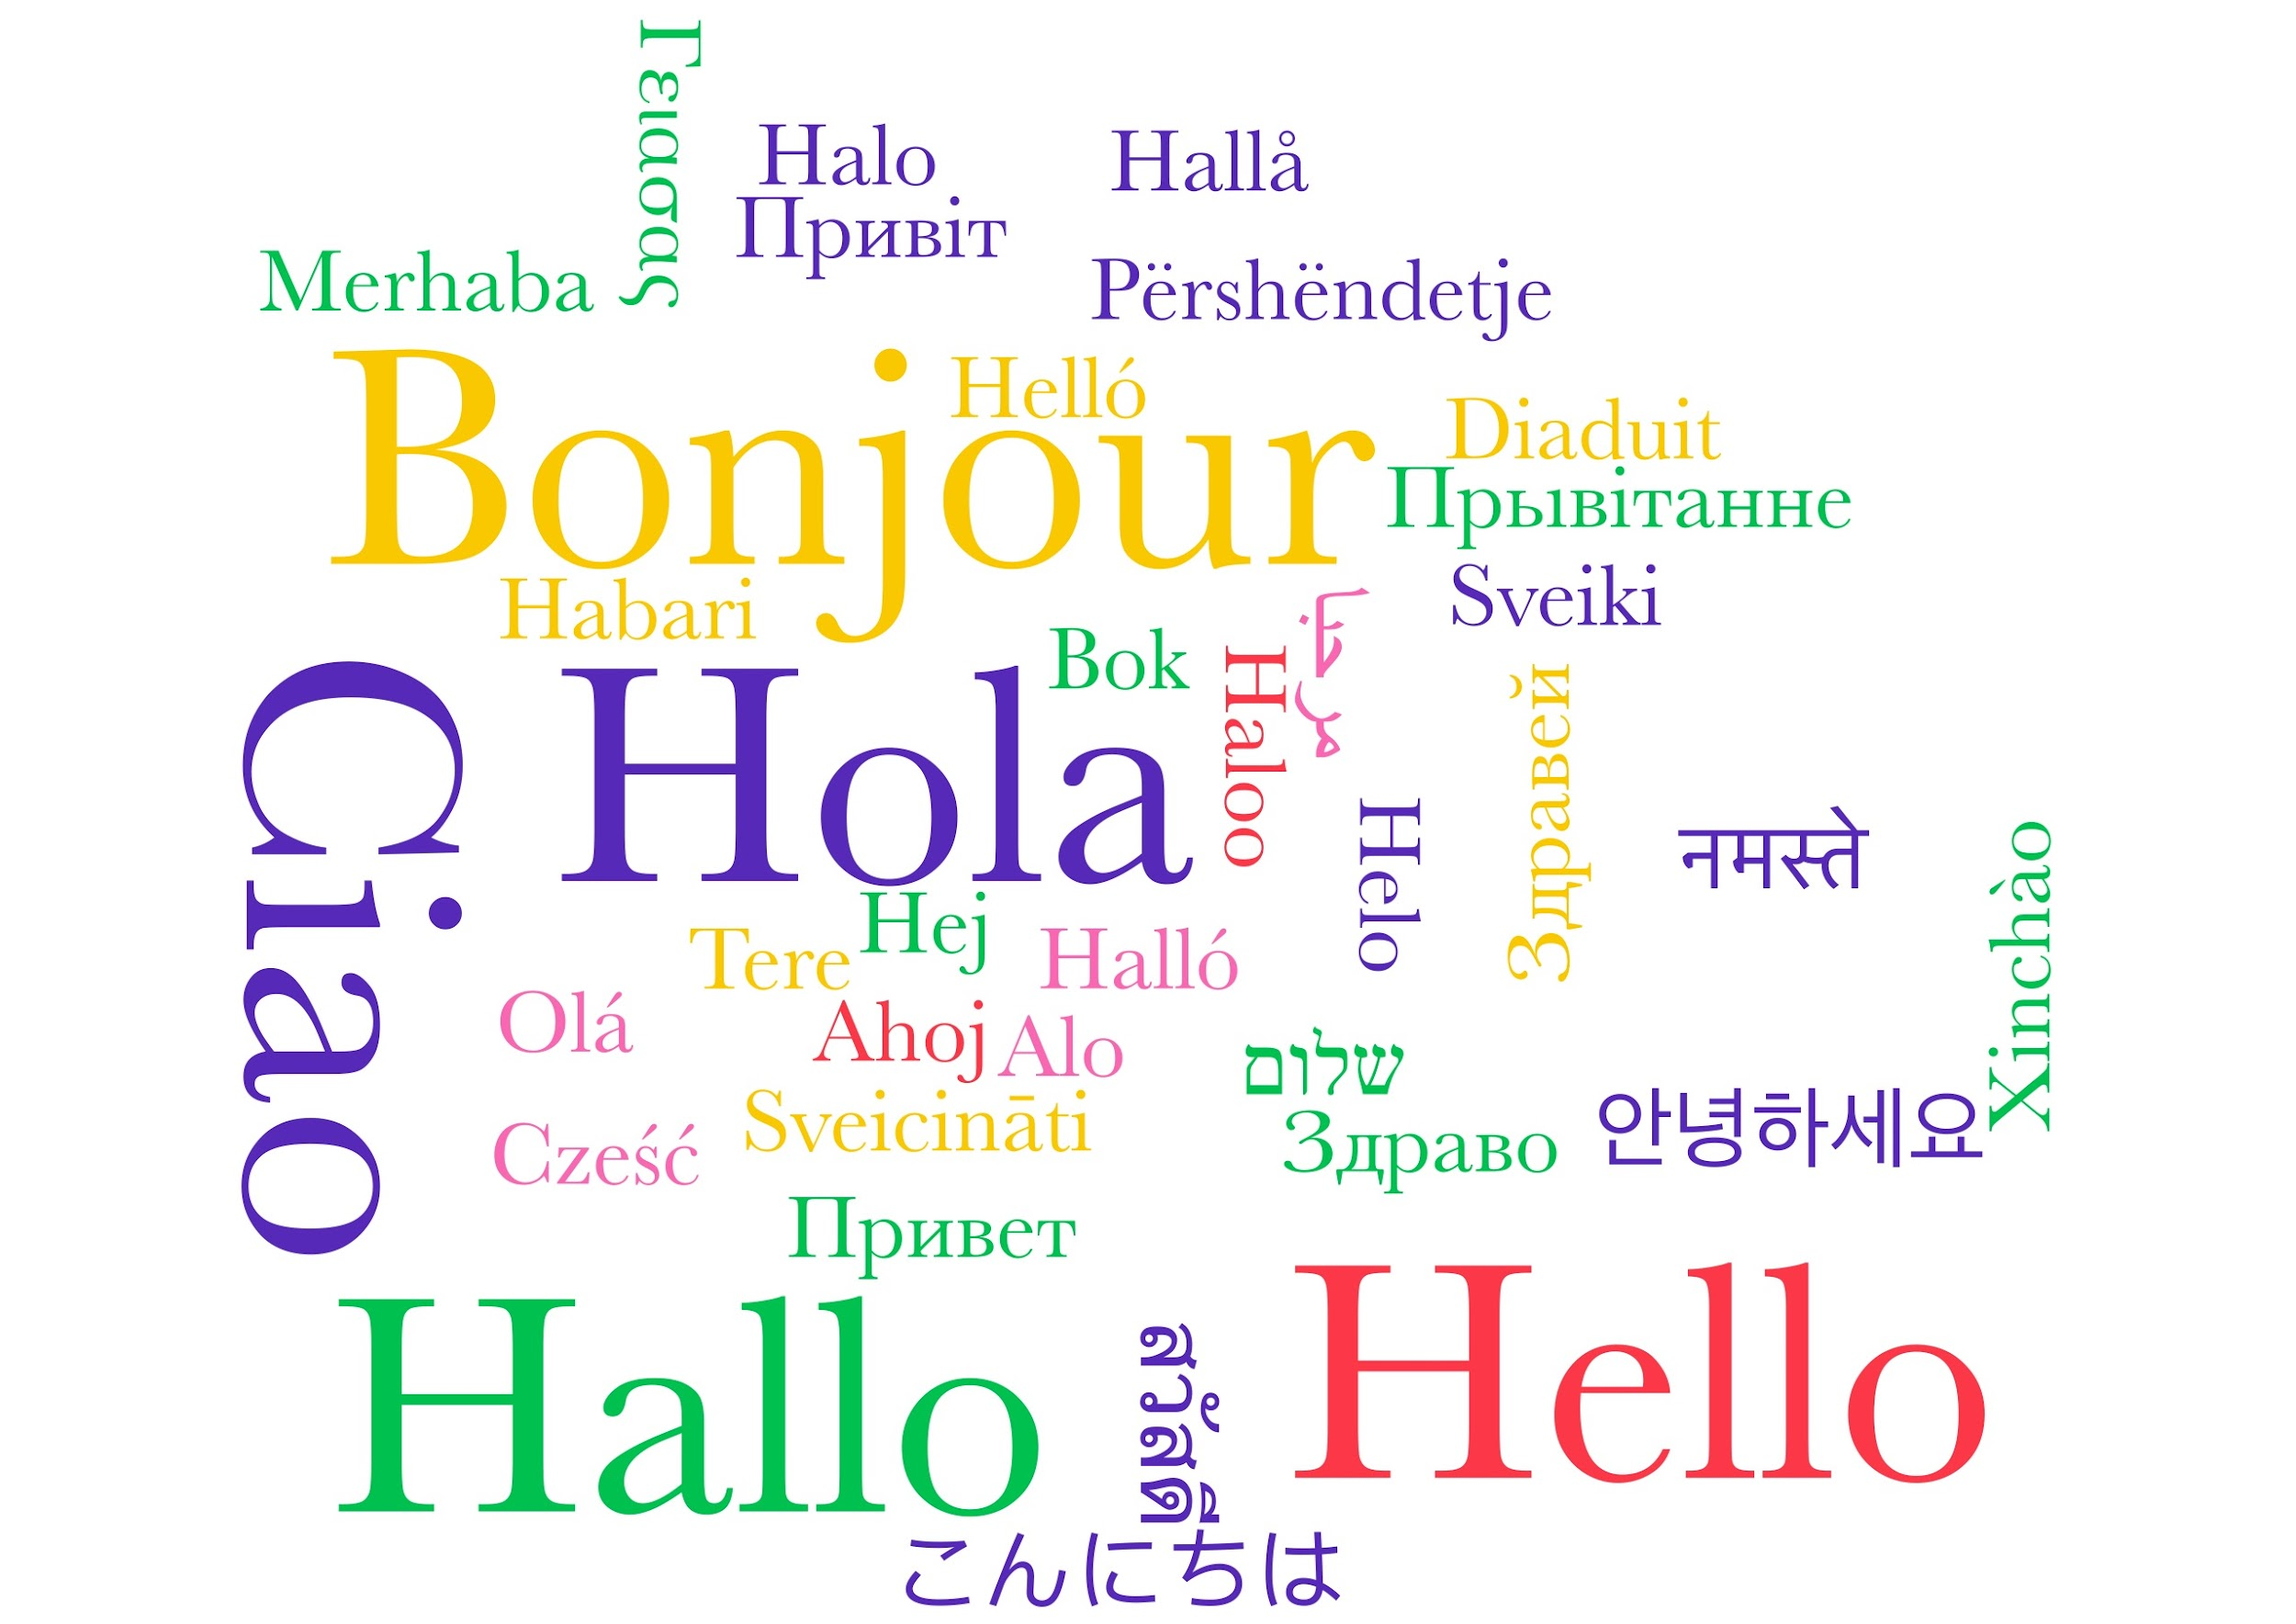 Γειασας
Halo
Hallå
Привіт
Merhaba
Përshëndetje
Bonjour
Helló
Diaduit
Прывітанне
Habari
Sveiki
Bok
مرحبا
Haloo
Здравей
Ciao
Hola
Helo
नमस्ते
Xinchào
Hej
Tere
Halló
Olá
Ahoj
Alo
שלום
Sveicināti
Здраво
안녕하세요
Cześć
Привет
Hello
Hallo
สวัสดี
こんにちは